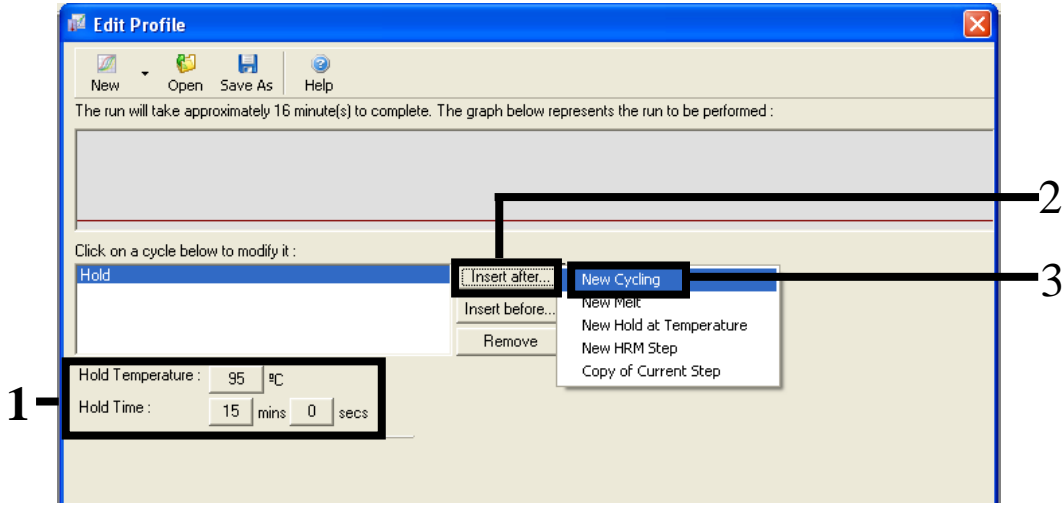 Edit Profile
New Open Save As Help
The run will take approximately 16 minute(s) to complete. The graph below represents the run to be performed :
2
Click on a cycle below to modify it :
Hold Insert after... New Cycling 3
Insert before... New Melt
New Hold at Temperature
Remove New HRM Step
Copy of Current Step
1
Hold Temperature : 95 ºC
Hold Time : 15 mins 0 secs